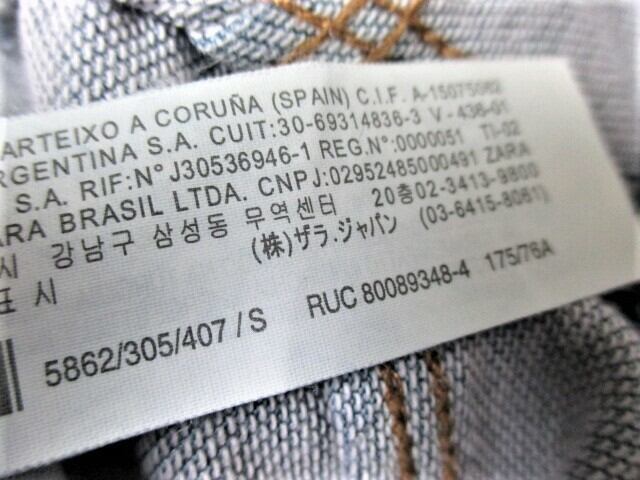 ARTEIXO A CORUÑA (SPAIN) C.I.F. A-15075062
RGENTINA S.A. CUIT:30-69314836-3 V - 436-01
S.A. RIF:Nº J30536946-1 REG.Nº:0000051 TI-02
ARA BRASIL LTDA. CNPJ:02952485000491 ZARA
시 강남구 삼성동 무역센터 20층02-3413-9800
표 시 (株)ザラ.ジャパン (03-6415-8061)
5862/305/407 / S RUC 80089348-4 175/76A